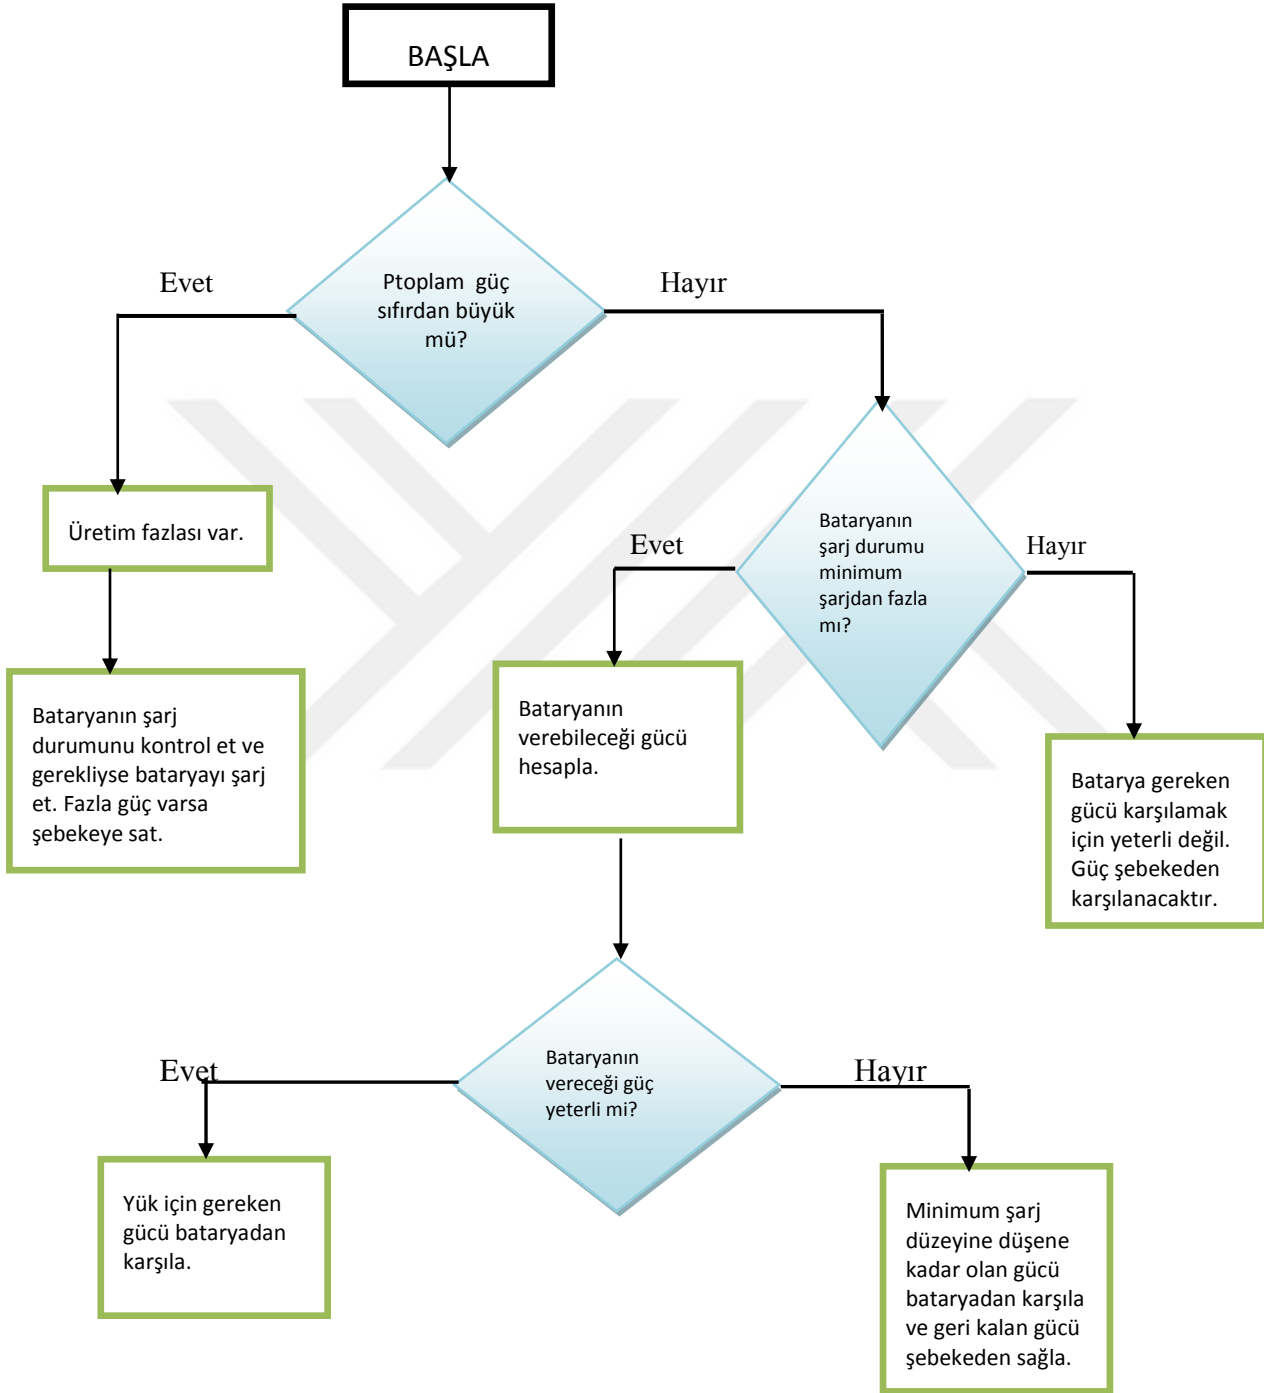 BAŞLA
Evet
Ptoplam  güç
sıfırdan büyük
mü?
Hayır
Üretim fazlası var.
Evet
Bataryanın
şarj durumu
minimum
şarjdan fazla
mı?
Hayır
Bataryanın şarj
durumunu kontrol et ve
gerekliyse bataryayı şarj
et. Fazla güç varsa
şebekeye sat.
Bataryanın
verebileceği gücü
hesapla.
Batarya gereken
gücü karşılamak
için yeterli değil.
Güç şebekeden
karşılanacaktır.
Evet
Bataryanın
vereceği güç
yeterli mi?
Hayır
Yük için gereken
gücü bataryadan
karşıla.
Minimum şarj
düzeyine düşene
kadar olan gücü
bataryadan karşıla
ve geri kalan gücü
şebekeden sağla.